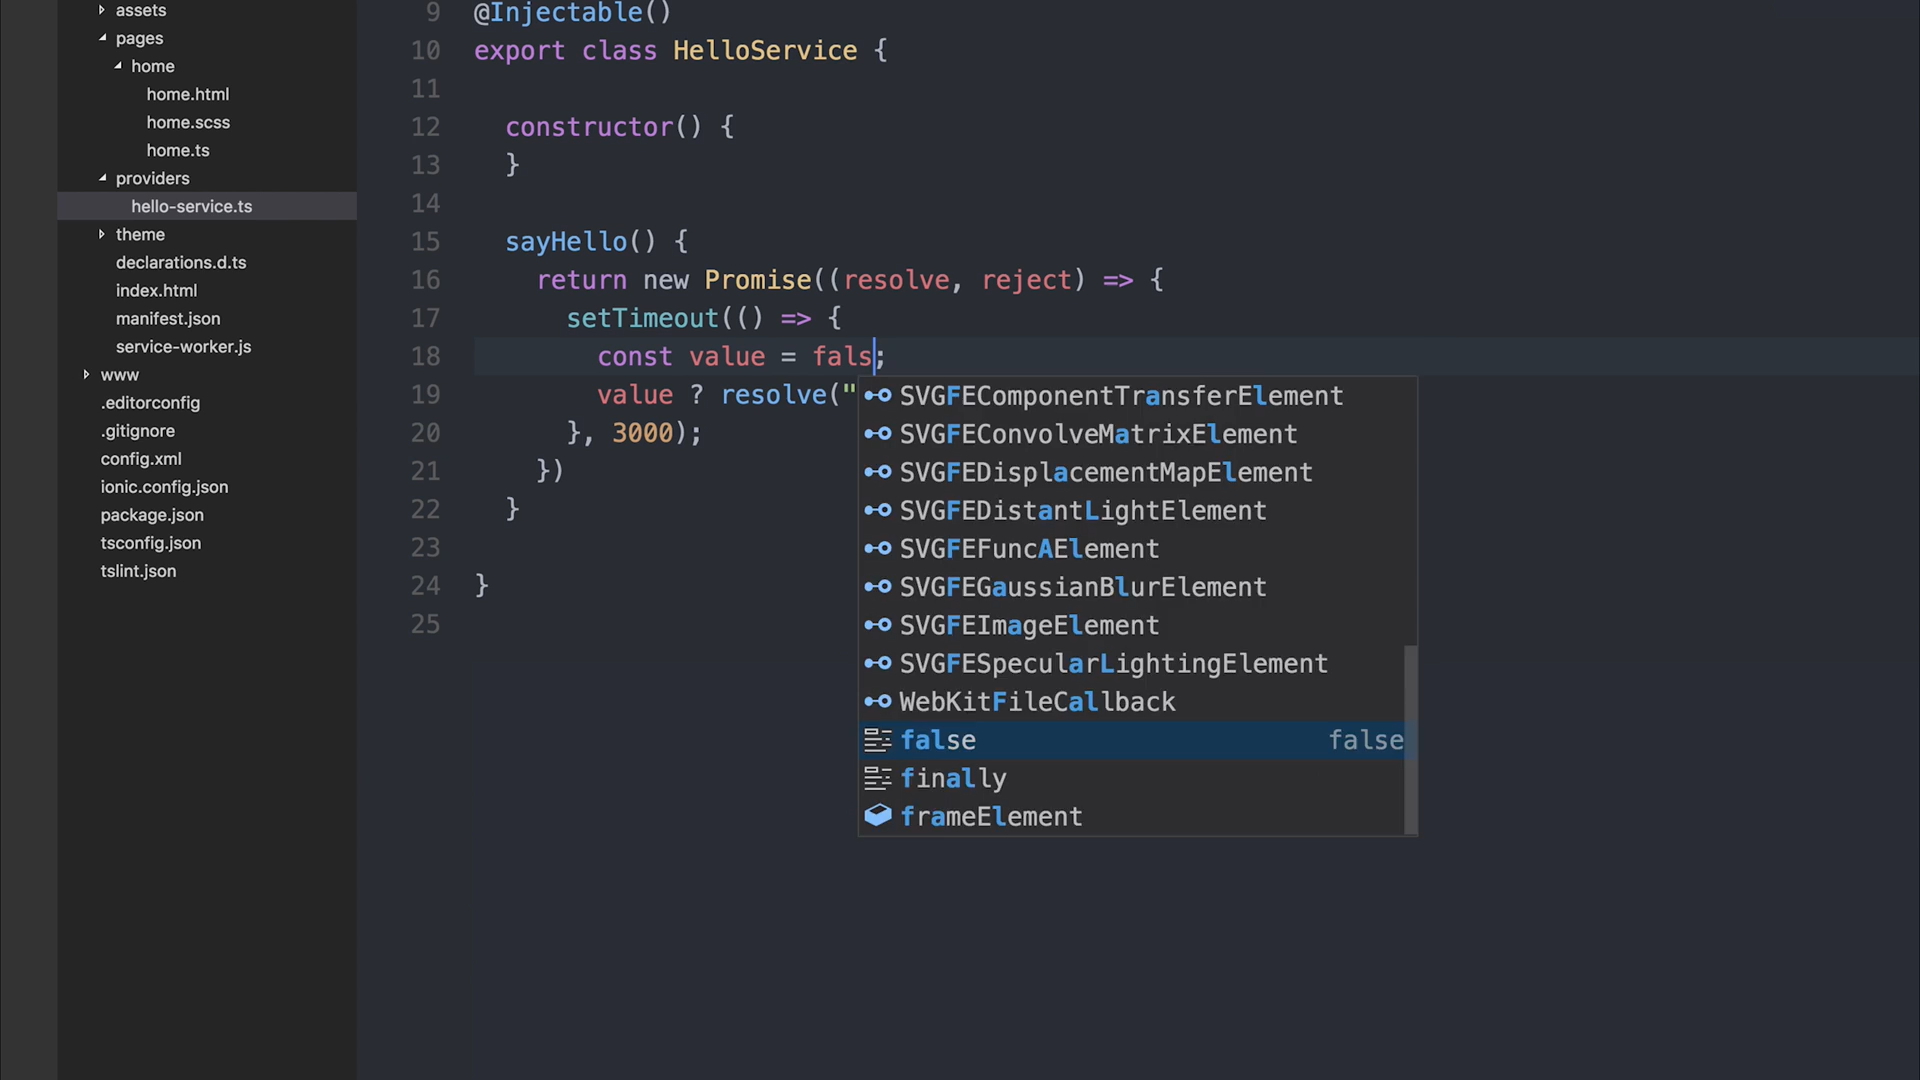 assets
pages
home
home.html
home.scss
home.ts
providers
hello-service.ts
theme
declarations.d.ts
index.html
manifest.json
service-worker.js
www
.editorconfig
.gitignore
config.xml
ionic.config.json
package.json
tsconfig.json
tslint.json
9 @Injectable()
10 export class HelloService {
11
12 constructor() {
13 }
14
15 sayHello() {
16 return new Promise((resolve, reject) => {
17 setTimeout(() => {
18 const value = fals;
19 value ? resolve("
20 }, 3000);
21 })
22 }
23
24 }
25
SVGFEComponentTransferElement
SVGFEConvolveMatrixElement
SVGFEDisplacementMapElement
SVGFEDistantLightElement
SVGFEFuncAElement
SVGFEGaussianBlurElement
SVGFEImageElement
SVGFESpecularLightingElement
WebKitFileCallback
false false
finally
frameElement